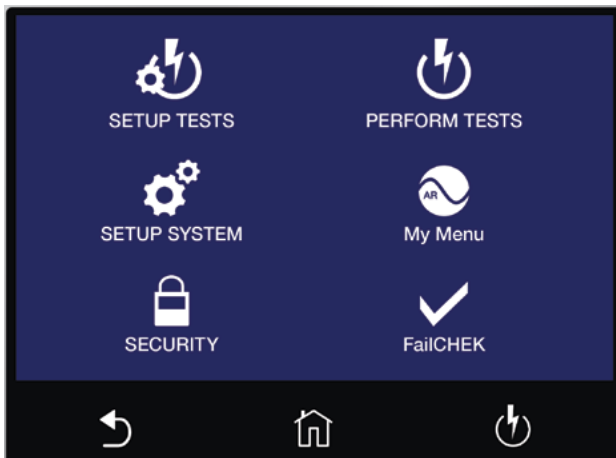 SETUP TESTS
PERFORM TESTS
SETUP SYSTEM
AR
My Menu
SECURITY
FailCHEK